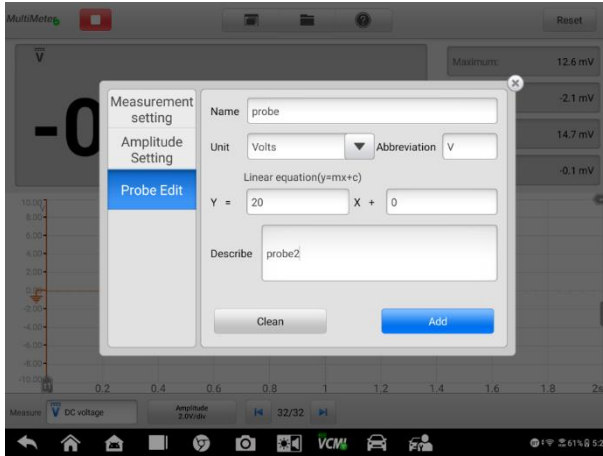 MultiMeter
Reset
V
Maximum: 12.6 mV
-2.1 mV
14.7 mV
-0.1 mV
-0
Measurement setting
Amplitude Setting
Probe Edit
Name probe
Unit Volts Abbreviation V
Linear equation(y=mx+c)
Y = 20 X + 0
Describe probe2
Clean Add
10.00
8.00
6.00
4.00
2.00
-2.00
-4.00
-6.00
-8.00
-10.00
0.2 0.4 0.6 0.8 1 1.2 1.4 1.6 1.8 2
Measure V DC voltage Amplitude 2.0V/div 32/32
VCMI 61% 5:2